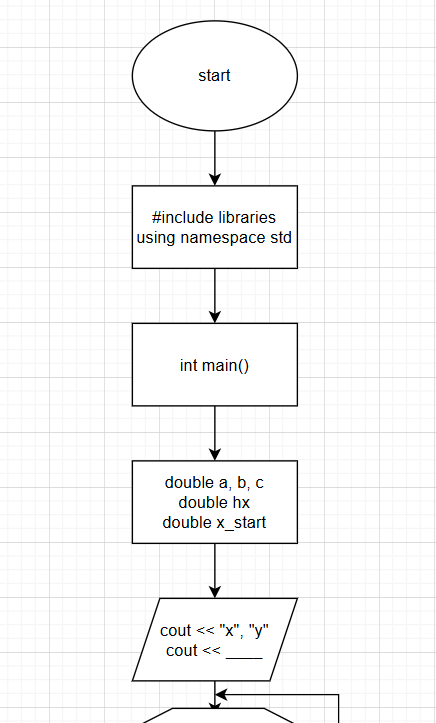 start
#include libraries
using namespace std
int main()
double a, b, c
double hx
double x_start
cout << "x", "y"
cout << ____